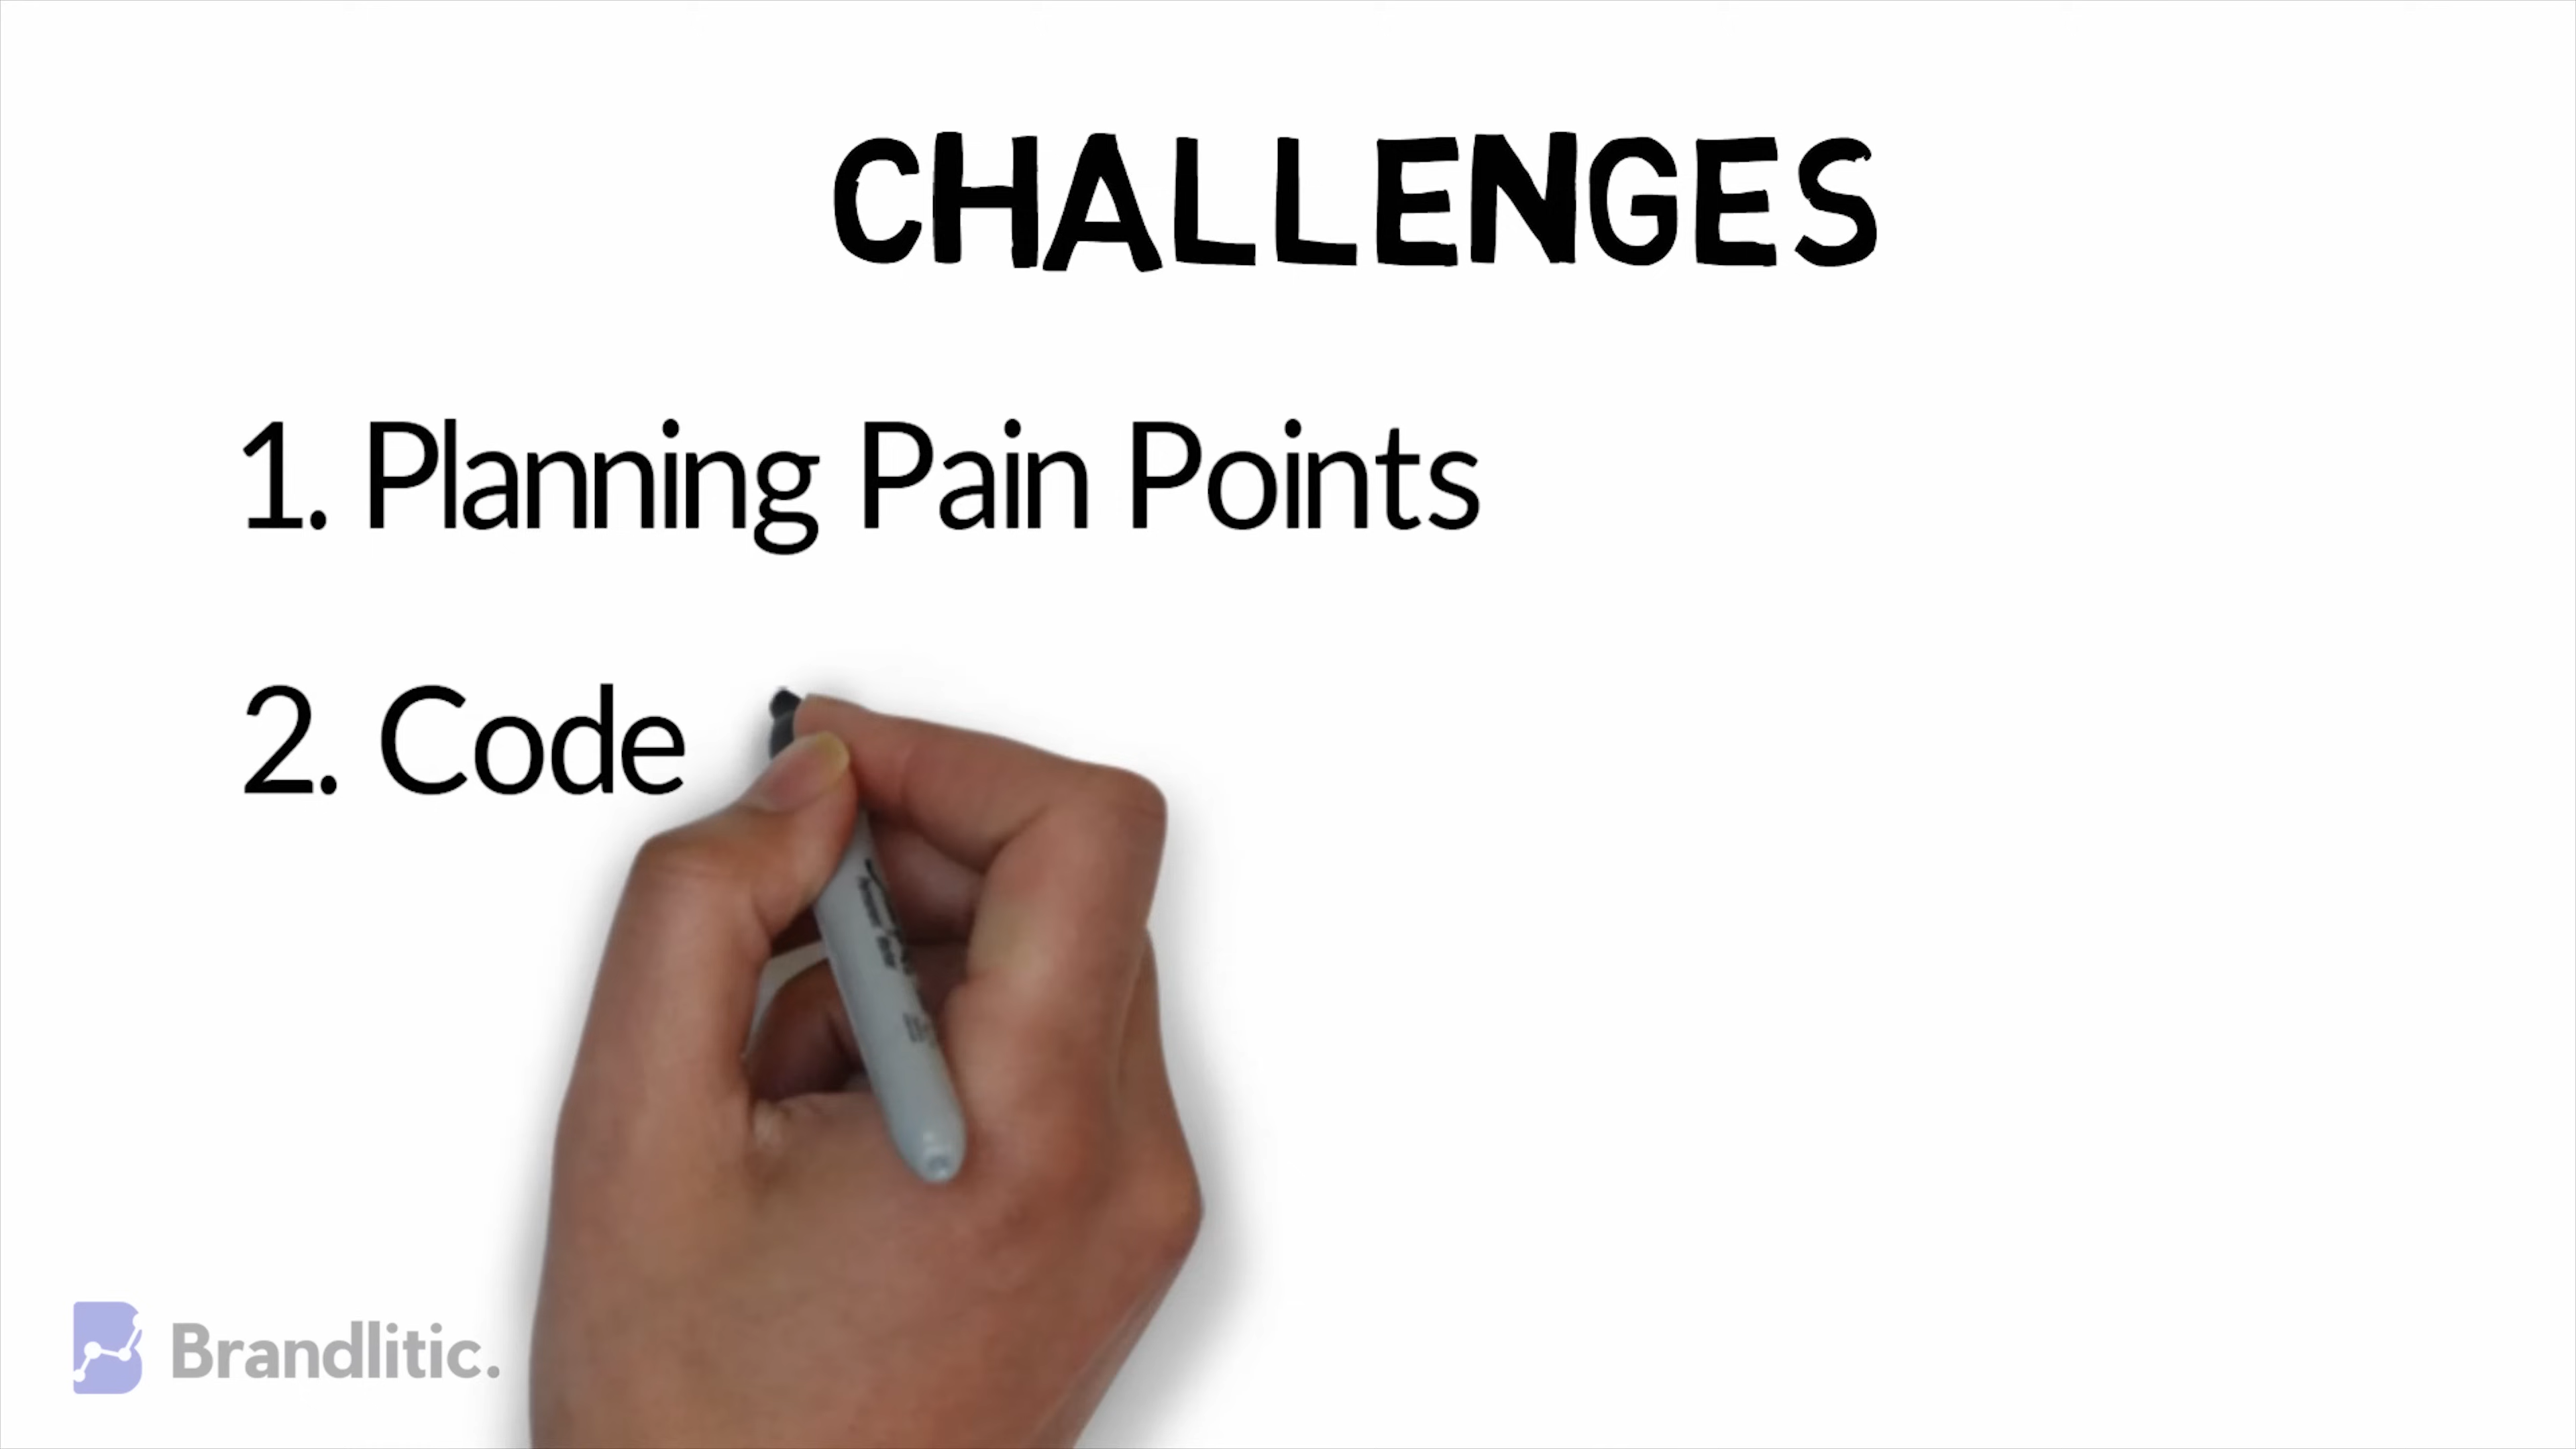 CHALLENGES
1. Planning Pain Points
2. Code
Brandlitic.